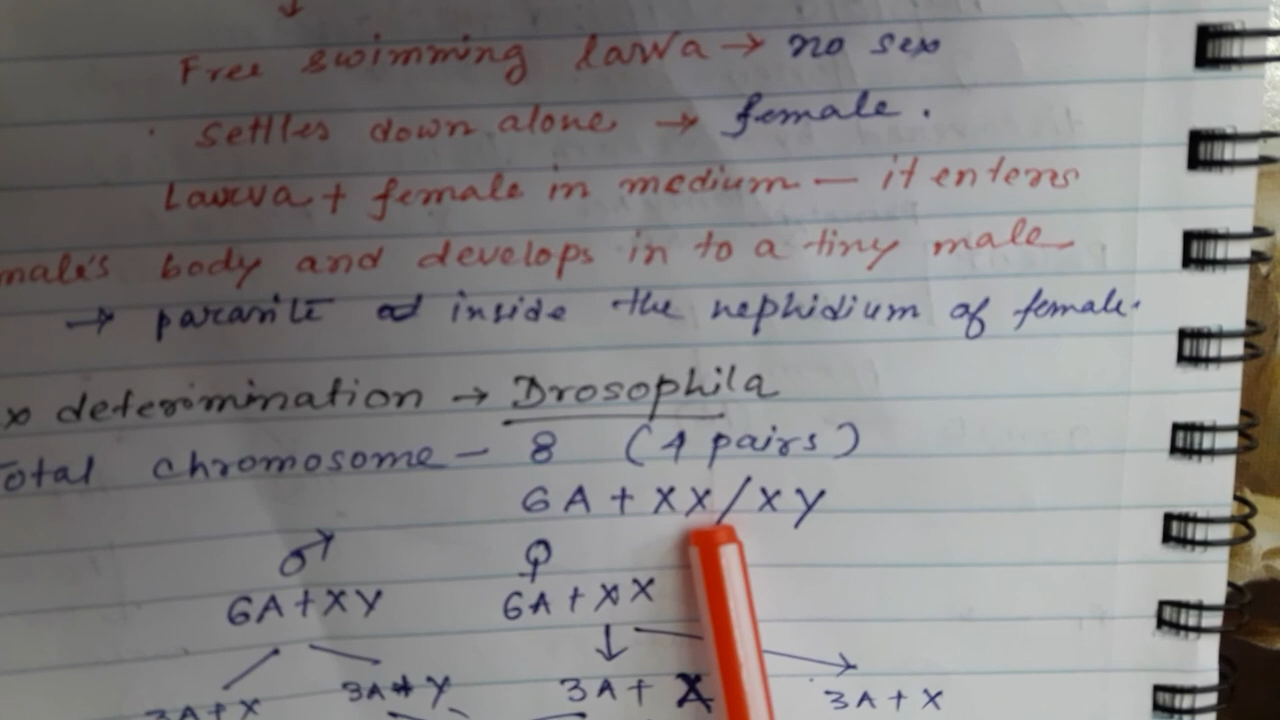 Free swimming larva → no sex
Settles down alone → female.
Larva + female in medium — it enters
male's body and develops in to a tiny male
→ parasite inside the nephidium of female.
x determination → Drosophila
Total chromosome - 8 (4 pairs)
6A + XX/XY
♂ ♀
6A+XY 6A + XX
3A+X 3A+Y 3A+ X 3A+X